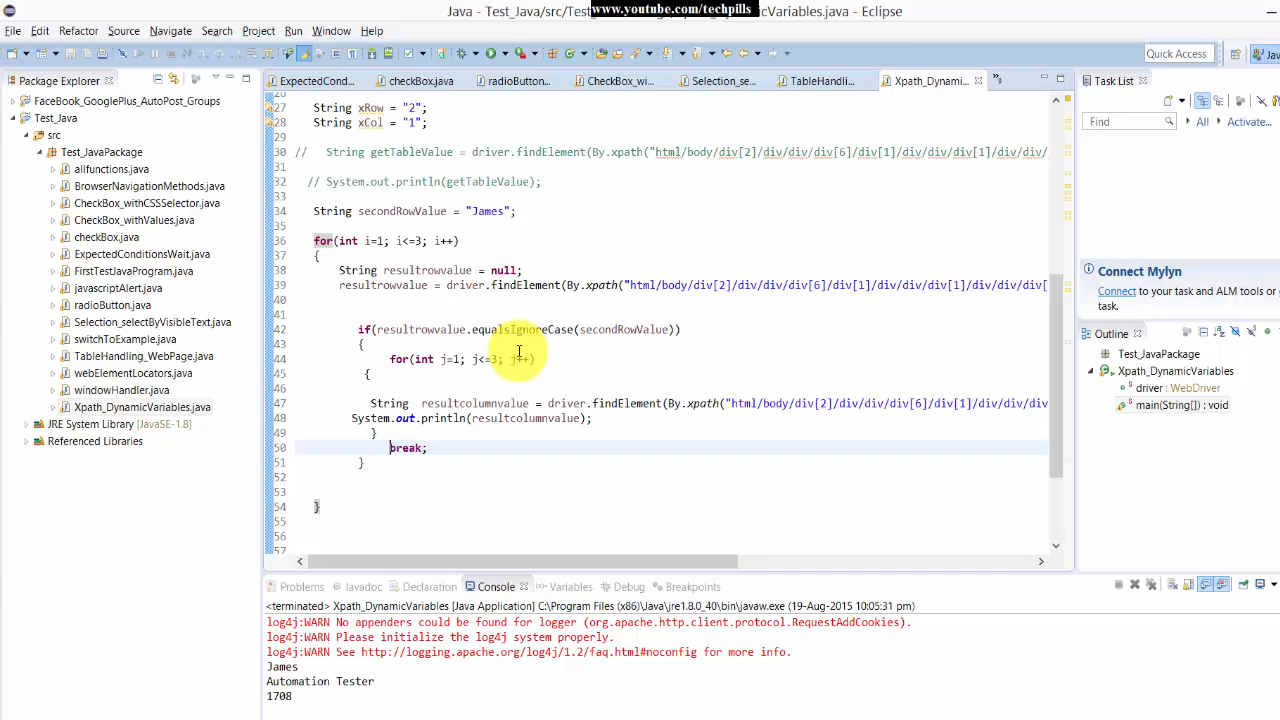 www.youtube.com/techpills
Java - Test_Java/src/Tes
DynamicVariables.java - Eclipse
File Edit Refactor Source Navigate Search Project Run Window Help
Quick Access
Jav
Package Explorer
ExpectedCond...
checkBox.java
radioButton...
CheckBox_wi...
Selection_se...
TableHandli...
Xpath_Dynami...
Task List
FaceBook_GooglePlus_AutoPost_Groups
Test_Java
src
Test_JavaPackage
allfunctions.java
BrowserNavigationMethods.java
CheckBox_withCSSSelector.java
CheckBox_withValues.java
checkBox.java
ExpectedConditionsWait.java
FirstTestJavaProgram.java
javascriptAlert.java
radioButton.java
Selection_selectByVisibleText.java
switchToExample.java
TableHandling_WebPage.java
webElementLocators.java
windowHandler.java
Xpath_DynamicVariables.java
JRE System Library [JavaSE-1.8]
Referenced Libraries
27 String xRow = "2";
28 String xCol = "1";
29
30 // String getTableValue = driver.findElement(By.xpath("html/body/div[2]/div/div/div[6]/div[1]/div/div/div[1]/div/div/
31
32 // System.out.println(getTableValue);
33
34 String secondRowValue = "James";
35
36 for(int i=1; i<=3; i++)
37 {
38 String resultrowvalue = null;
39 resultrowvalue = driver.findElement(By.xpath("html/body/div[2]/div/div/div[6]/div[1]/div/div/div[1]/div/div/div[
40
41
42 if(resultrowvalue.equalsIgnoreCase(secondRowValue))
43 {
44 for(int j=1; j<=3; j++)
45 {
46
47 String resultcolumnvalue = driver.findElement(By.xpath("html/body/div[2]/div/div/div[6]/div[1]/div/div/div
48 System.out.println(resultcolumnvalue);
49 }
50 break;
51 }
52
53
54 }
55
56
57
Find
All
Activate...
Connect Mylyn
Connect to your task and ALM tools or
create a local task.
Outline
Test_JavaPackage
Xpath_DynamicVariables
driver : WebDriver
main(String[]) : void
Problems Javadoc Declaration Console Variables Debug Breakpoints
<terminated> Xpath_DynamicVariables [Java Application] C:\Program Files (x86)\Java\jre1.8.0_40\bin\javaw.exe (19-Aug-2015 10:05:31 pm)
log4j:WARN No appenders could be found for logger (org.apache.http.client.protocol.RequestAddCookies).
log4j:WARN Please initialize the log4j system properly.
log4j:WARN See http://logging.apache.org/log4j/1.2/faq.html#noconfig for more info.
James
Automation Tester
1708